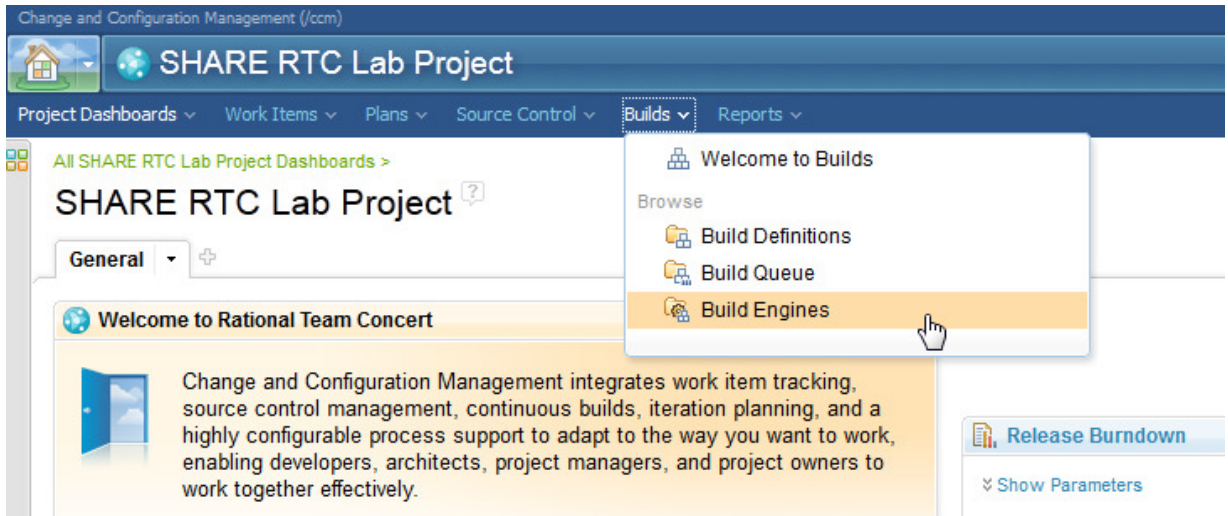 Change and Configuration Management (/ccm)
SHARE RTC Lab Project
Project Dashboards Work Items Plans Source Control Builds Reports
All SHARE RTC Lab Project Dashboards >
SHARE RTC Lab Project ?
General
Welcome to Builds
Browse
Build Definitions
Build Queue
Build Engines
Welcome to Rational Team Concert
Change and Configuration Management integrates work item tracking,
source control management, continuous builds, iteration planning, and a
highly configurable process support to adapt to the way you want to work,
enabling developers, architects, project managers, and project owners to
work together effectively.
Release Burndown
Show Parameters